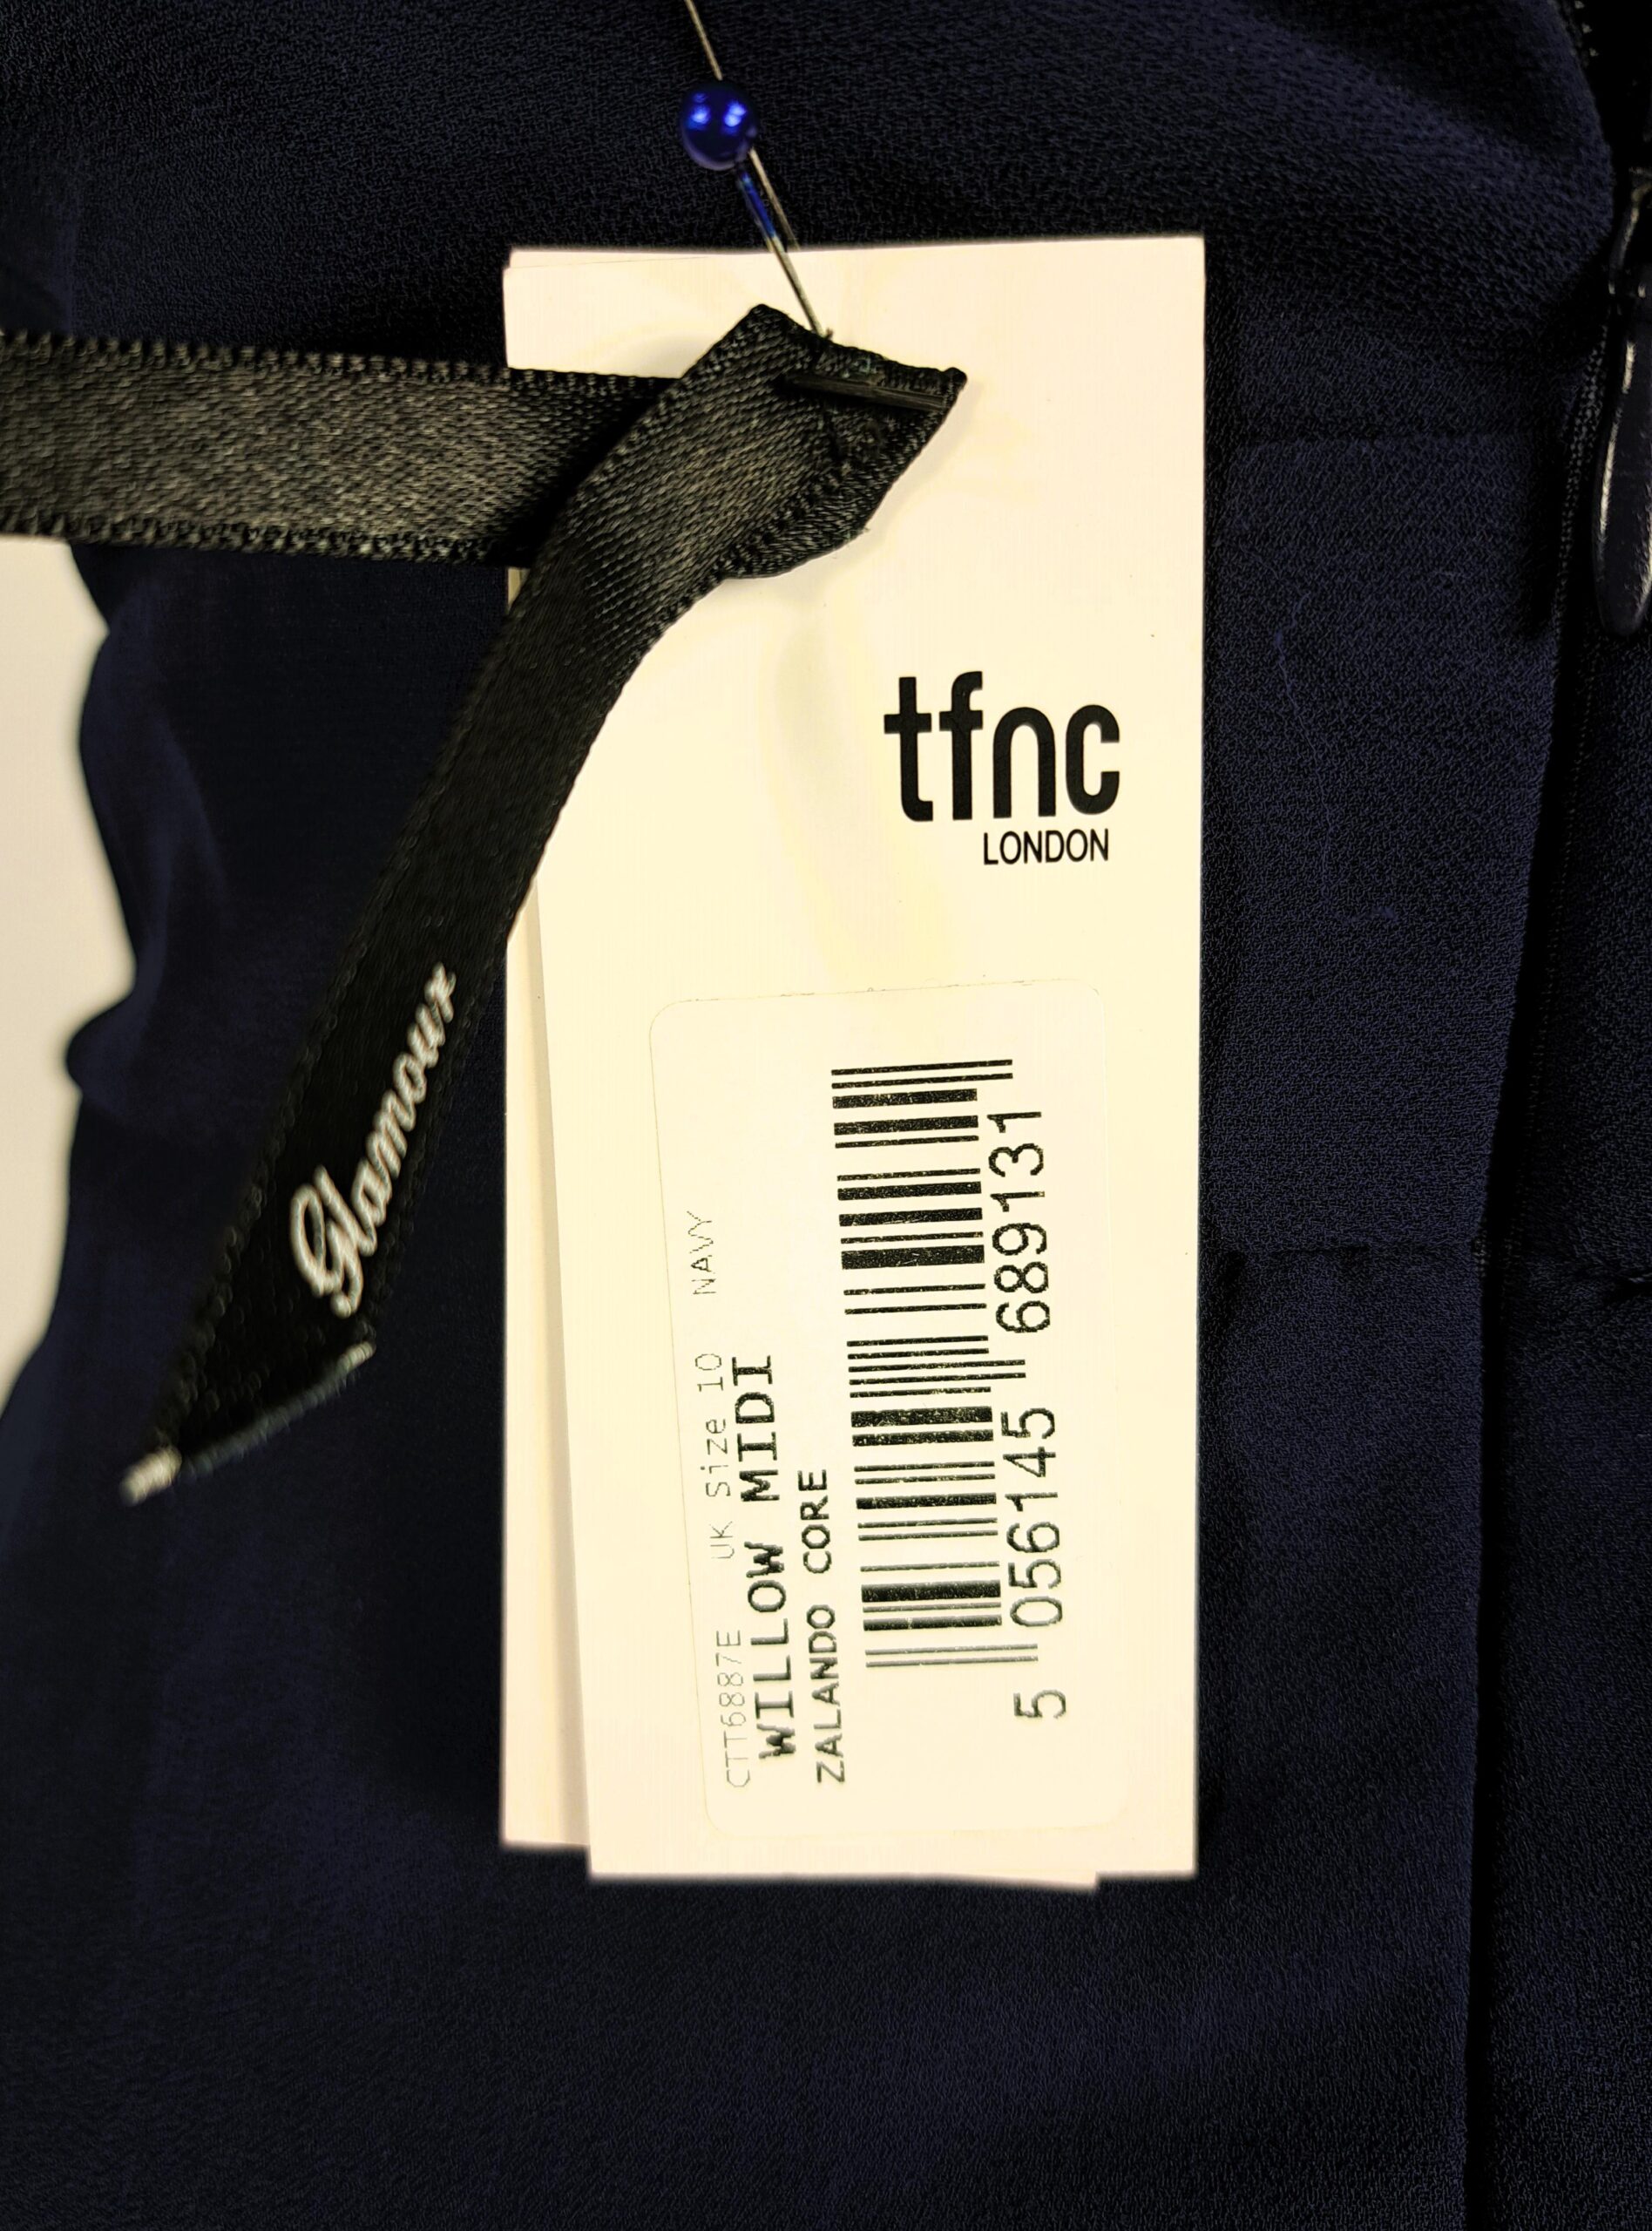 tfnc
LONDON
Glamour
CTT6887E UK Size 10 NAVY
WILLOW MIDI
ZALANDO CORE
5 056145 689131